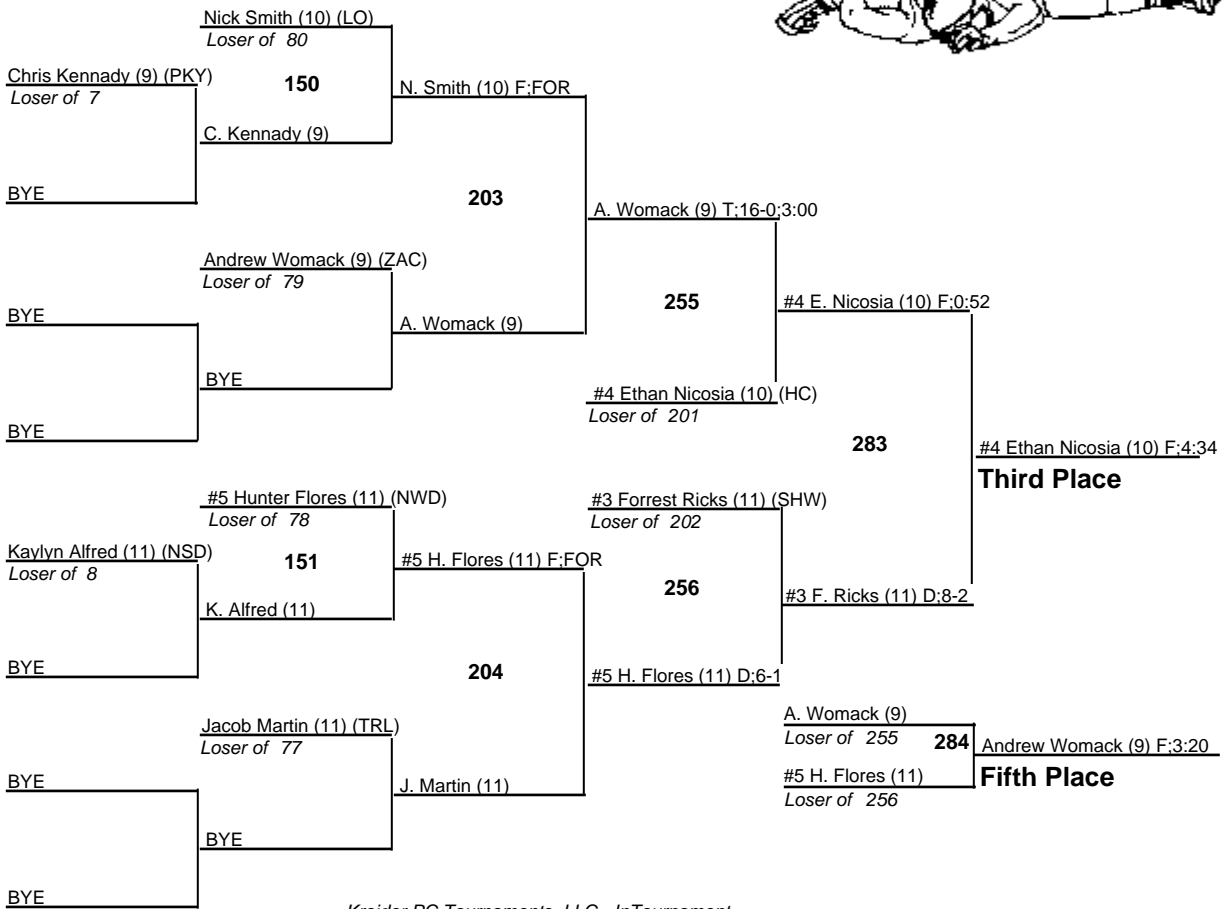 Nick Smith (10) (LO)
Loser of 80
Chris Kennady (9) (PKY)
Loser of 7
150
N. Smith (10) F;FOR
C. Kennady (9)
BYE
203
A. Womack (9) T;16-0;3:00
Andrew Womack (9) (ZAC)
Loser of 79
255
#4 E. Nicosia (10) F;0:52
BYE
A. Womack (9)
BYE
#4 Ethan Nicosia (10) (HC)
Loser of 201
BYE
283
#4 Ethan Nicosia (10) F;4:34
Third Place
#5 Hunter Flores (11) (NWD)
Loser of 78
#3 Forrest Ricks (11) (SHW)
Loser of 202
Kaylyn Alfred (11) (NSD)
Loser of 8
151
#5 H. Flores (11) F;FOR
256
#3 F. Ricks (11) D;8-2
K. Alfred (11)
BYE
204
#5 H. Flores (11) D;6-1
Jacob Martin (11) (TRL)
Loser of 77
A. Womack (9)
Loser of 255
284
Andrew Womack (9) F;3:20
Fifth Place
#5 H. Flores (11)
Loser of 256
BYE
J. Martin (11)
BYE
BYE